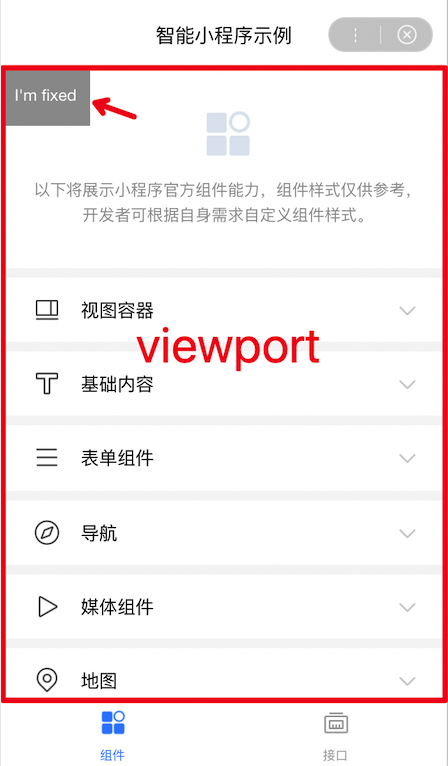 智能小程序示例
I'm fixed
以下将展示小程序官方组件能力，组件样式仅供参考，
开发者可根据自身需求自定义组件样式。
视图容器
viewport
基础内容
表单组件
导航
媒体组件
地图
组件
接口